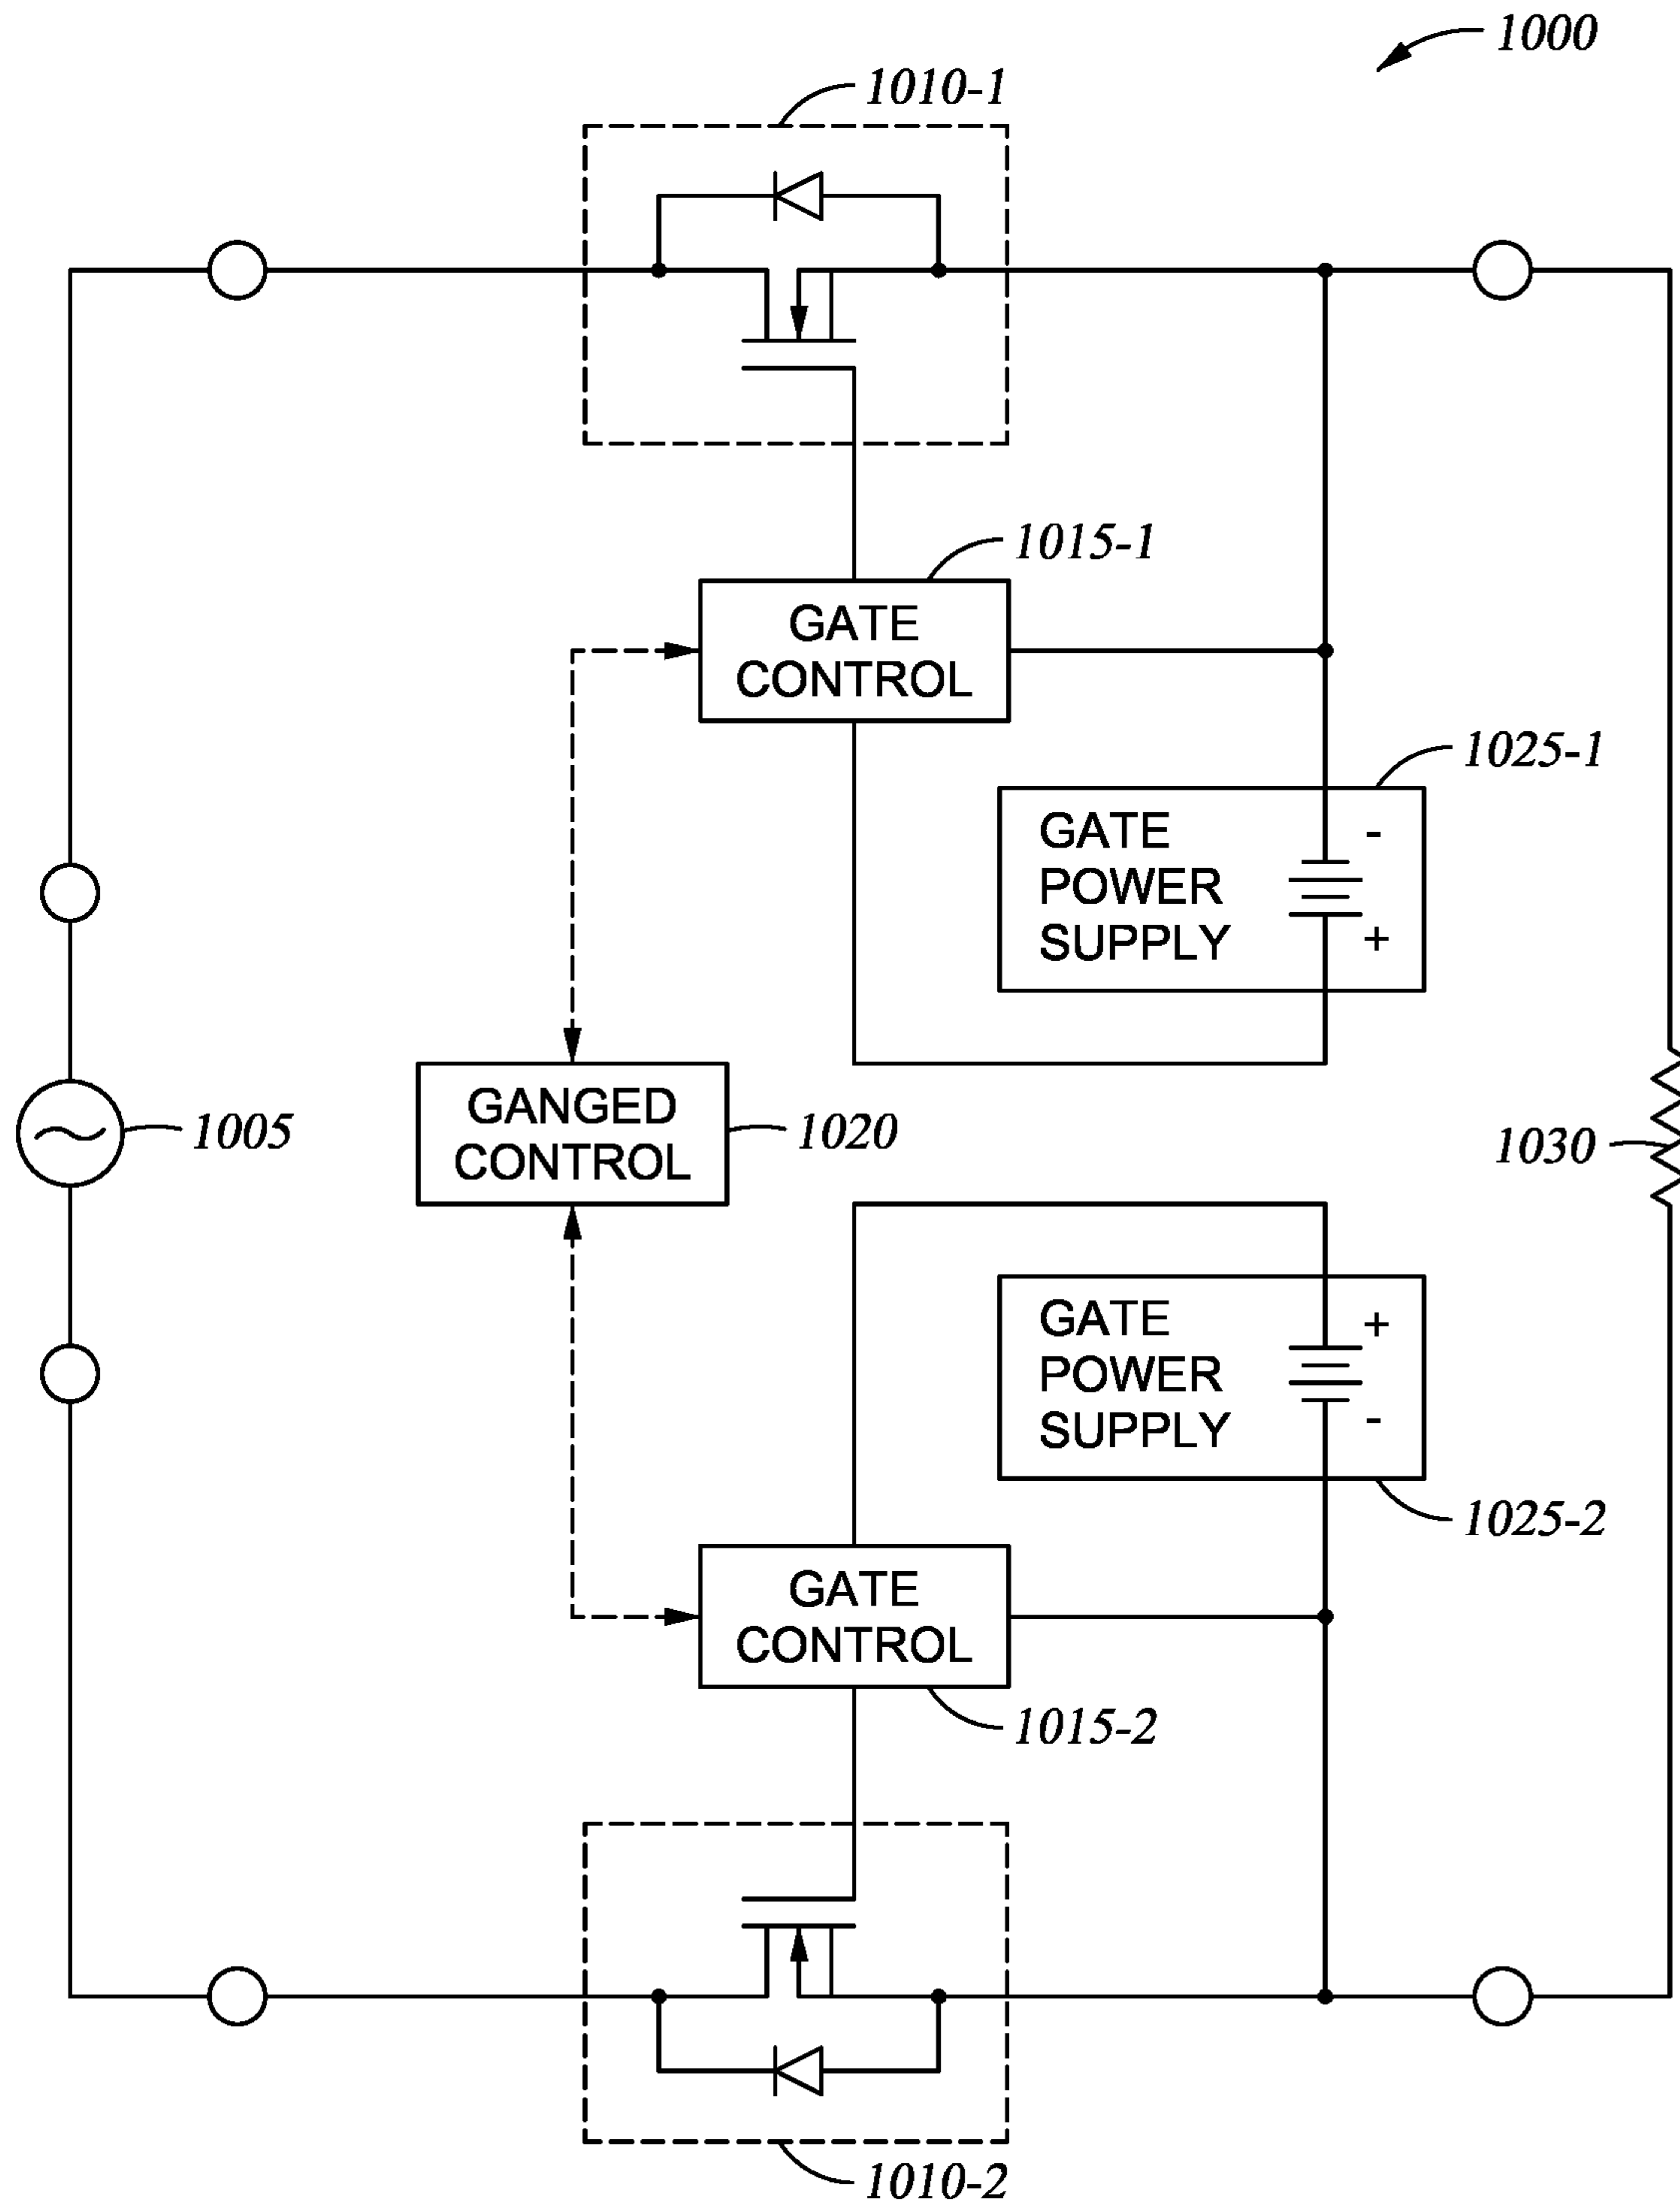 1000
1010-1
1015-1
GATE
CONTROL
1025-1
GATE
POWER
SUPPLY
-
+
GANGED
CONTROL
1005
1020
1030
GATE
POWER
SUPPLY
+
-
1025-2
GATE
CONTROL
1015-2
1010-2